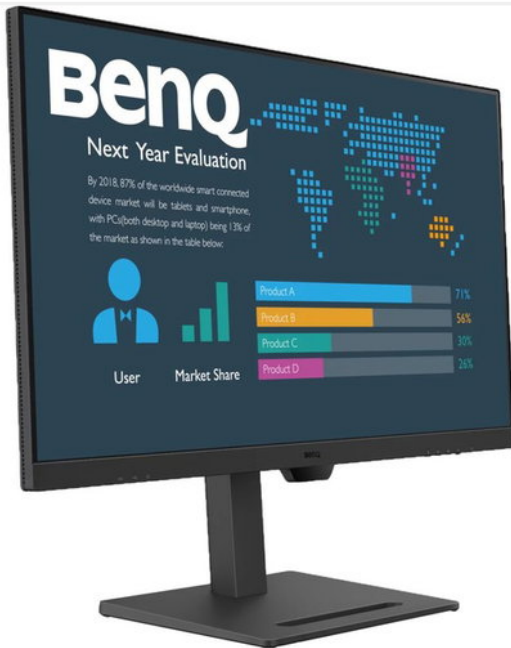 BenQ
Next Year Evaluation
By 2018, 87% of the worldwide smart connected
device market will be tablets and smartphone,
with PCs(both desktop and laptop) being 13% of
the market as shown in the table below:
Product A 71%
Product B 56%
Product C 30%
Product D 26%
User
Market Share
BenQ